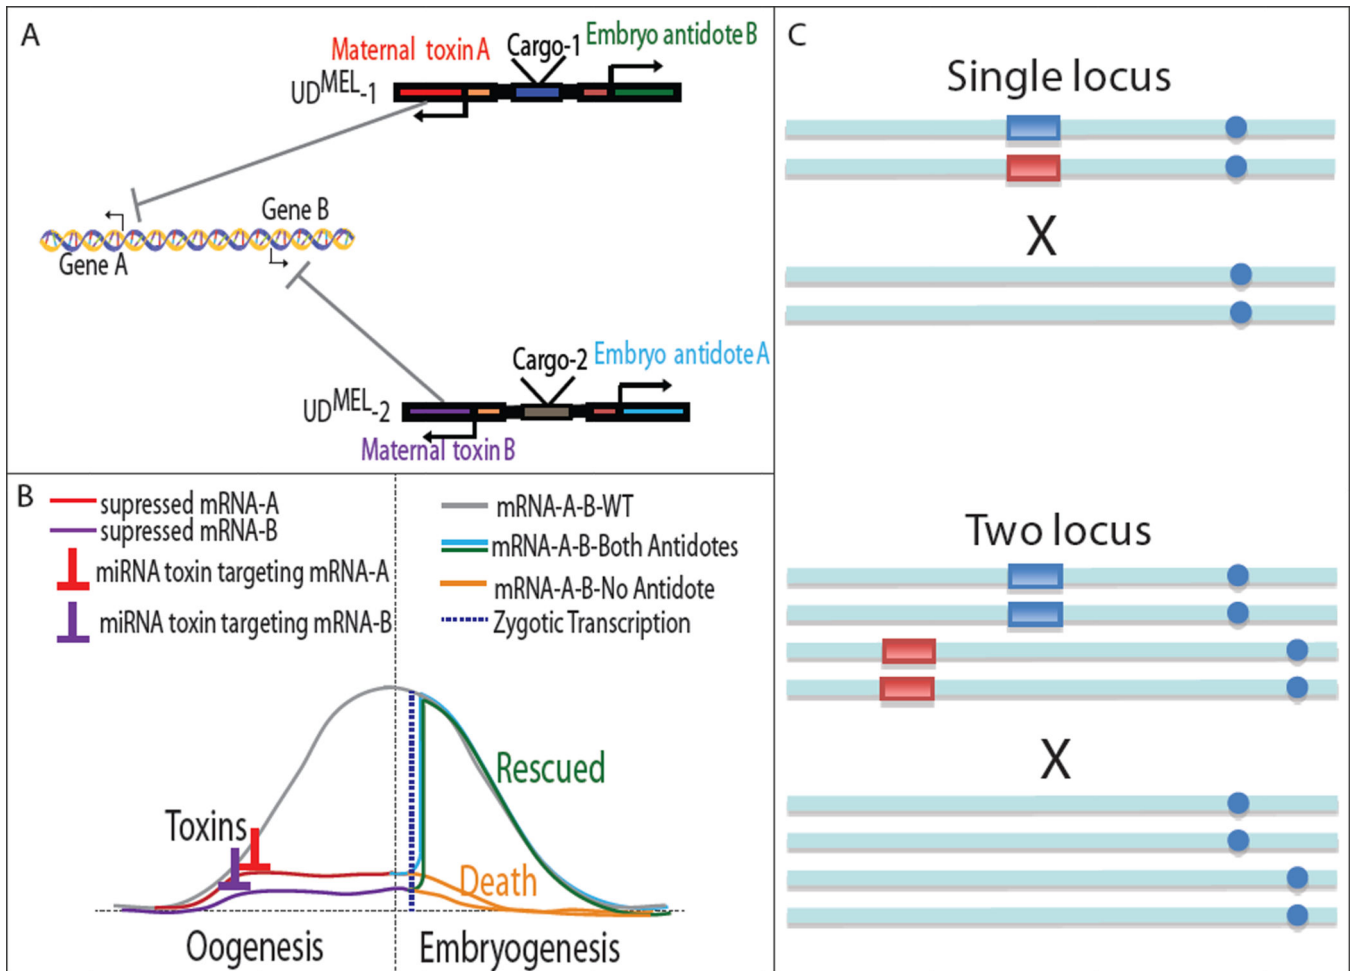 A
Maternal toxin A
Cargo-1
Embryo antidote B
UDMEL-1
Gene B
Gene A
Cargo-2
Embryo antidote A
UDMEL-2
Maternal toxin B
B
supressed mRNA-A
supressed mRNA-B
miRNA toxin targeting mRNA-A
miRNA toxin targeting mRNA-B
mRNA-A-B-WT
mRNA-A-B-Both Antidotes
mRNA-A-B-No Antidote
Zygotic Transcription
Toxins
Rescued
Death
Oogenesis
Embryogenesis
C
Single locus
X
Two locus
X